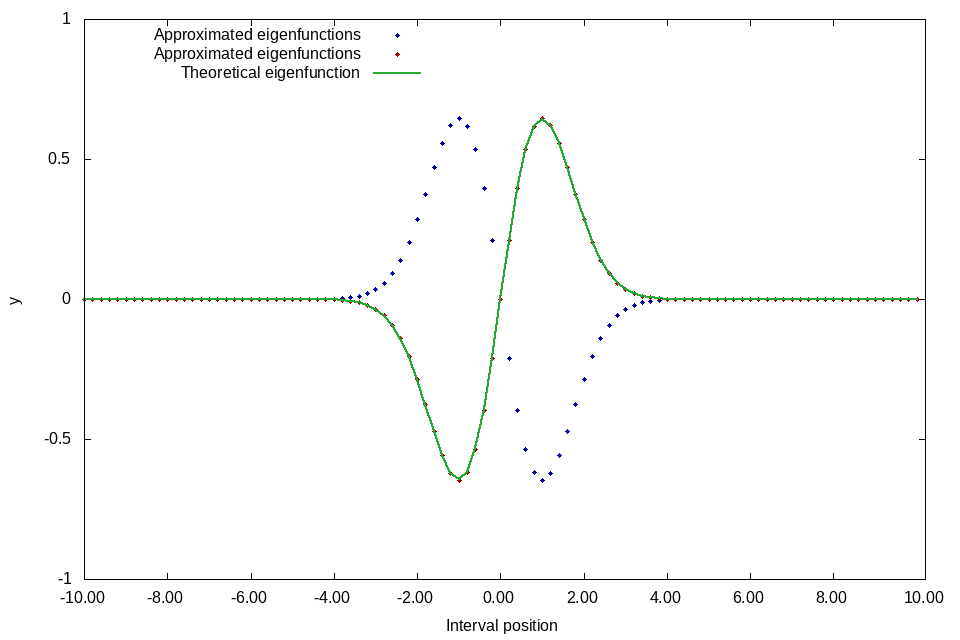 1
Approximated eigenfunctions
Approximated eigenfunctions
Theoretical eigenfunction
0.5
0
y
-0.5
-1
-10.00 -8.00 -6.00 -4.00 -2.00 0.00 2.00 4.00 6.00 8.00 10.00
Interval position